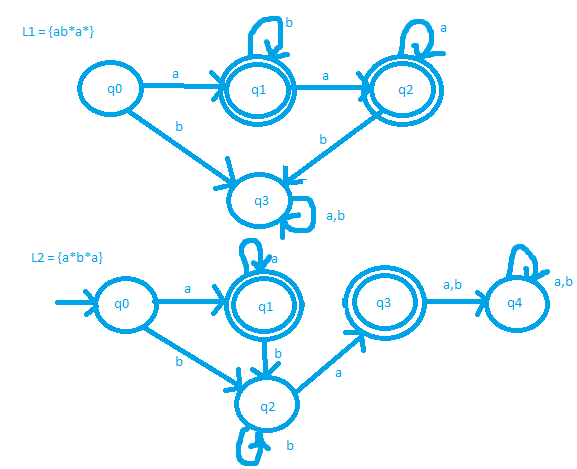 L1 = {ab*a*}
b
a
q0
a
q1
a
q2
b
b
q3
a,b
L2 = {a*b*a}
a
q0
a
q1
q3
a,b
q4
a,b
b
b
a
q2
b